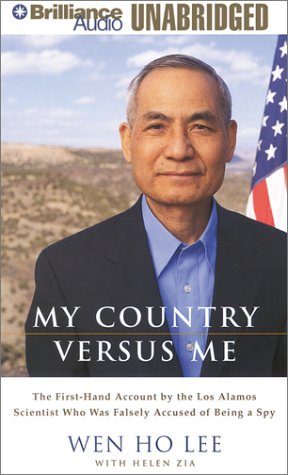 Brilliance Audio UNABRIDGED
MY COUNTRY
VERSUS ME
The First-Hand Account by the Los Alamos
Scientist Who Was Falsely Accused of Being a Spy
WEN HO LEE
WITH HELEN ZIA